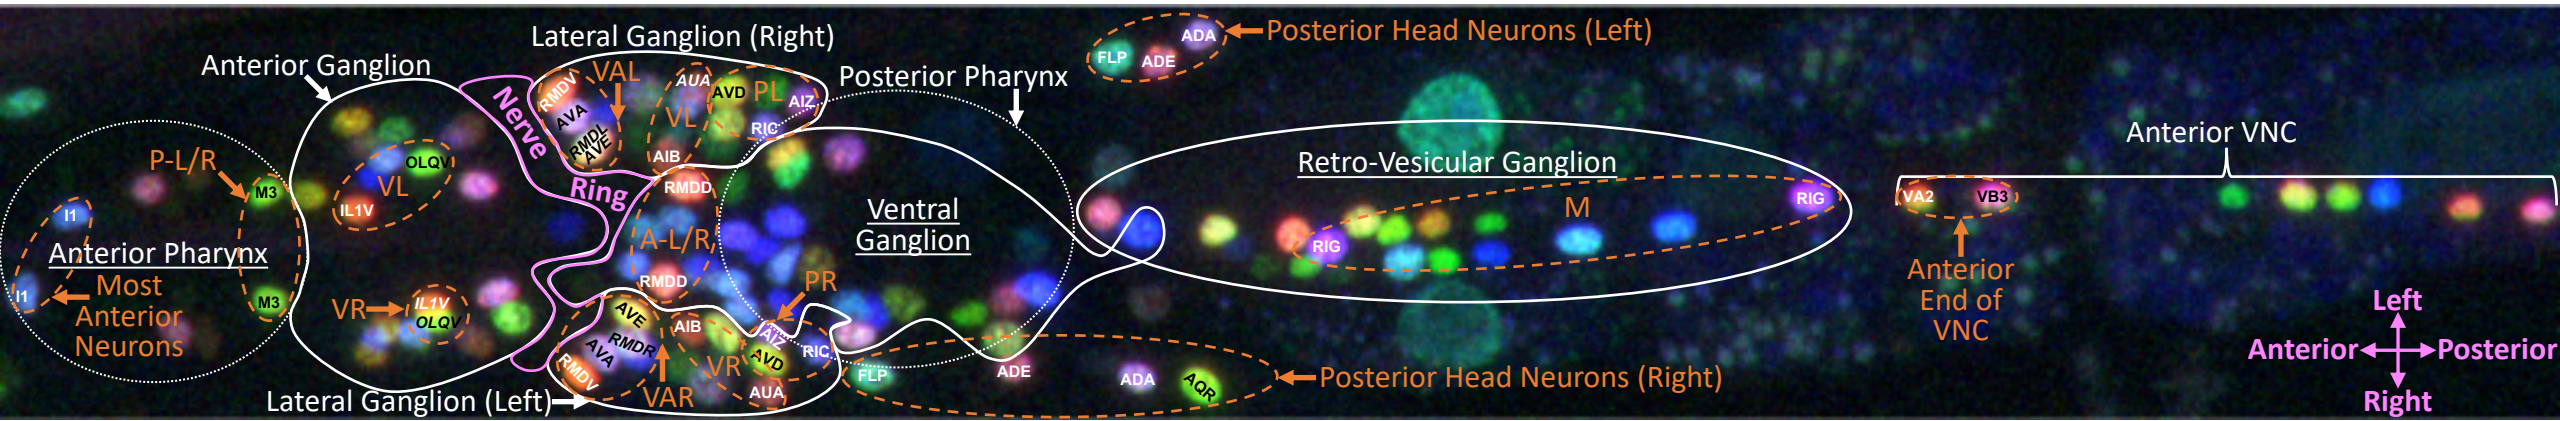 Anterior Ganglion
Lateral Ganglion (Right)
Posterior Pharynx
ADA
FLP
ADE
Posterior Head Neurons (Left)
Nerve
Ring
RMDV
VAL
AVA
RMDL
AVE
AUA
VL
AIB
AVD
PL
AIZ
RIC
P-L/R
M3
I1
Anterior Pharynx
I1
Most
Anterior
Neurons
M3
OLQV
VL
IL1V
VR
IL1V
OLQV
RMDD
A-L/R
RMDD
Ventral
Ganglion
PR
AVE
RMDR
AVA
RMDV
VAR
AIB
VR
AIZ
AVD
RIC
AUA
Lateral Ganglion (Left)
FLP
ADE
ADA
AQR
Posterior Head Neurons (Right)
Retro-Vesicular Ganglion
M
RIG
RIG
Anterior VNC
VA2
VB3
Anterior
End of
VNC
Left
Anterior
Posterior
Right